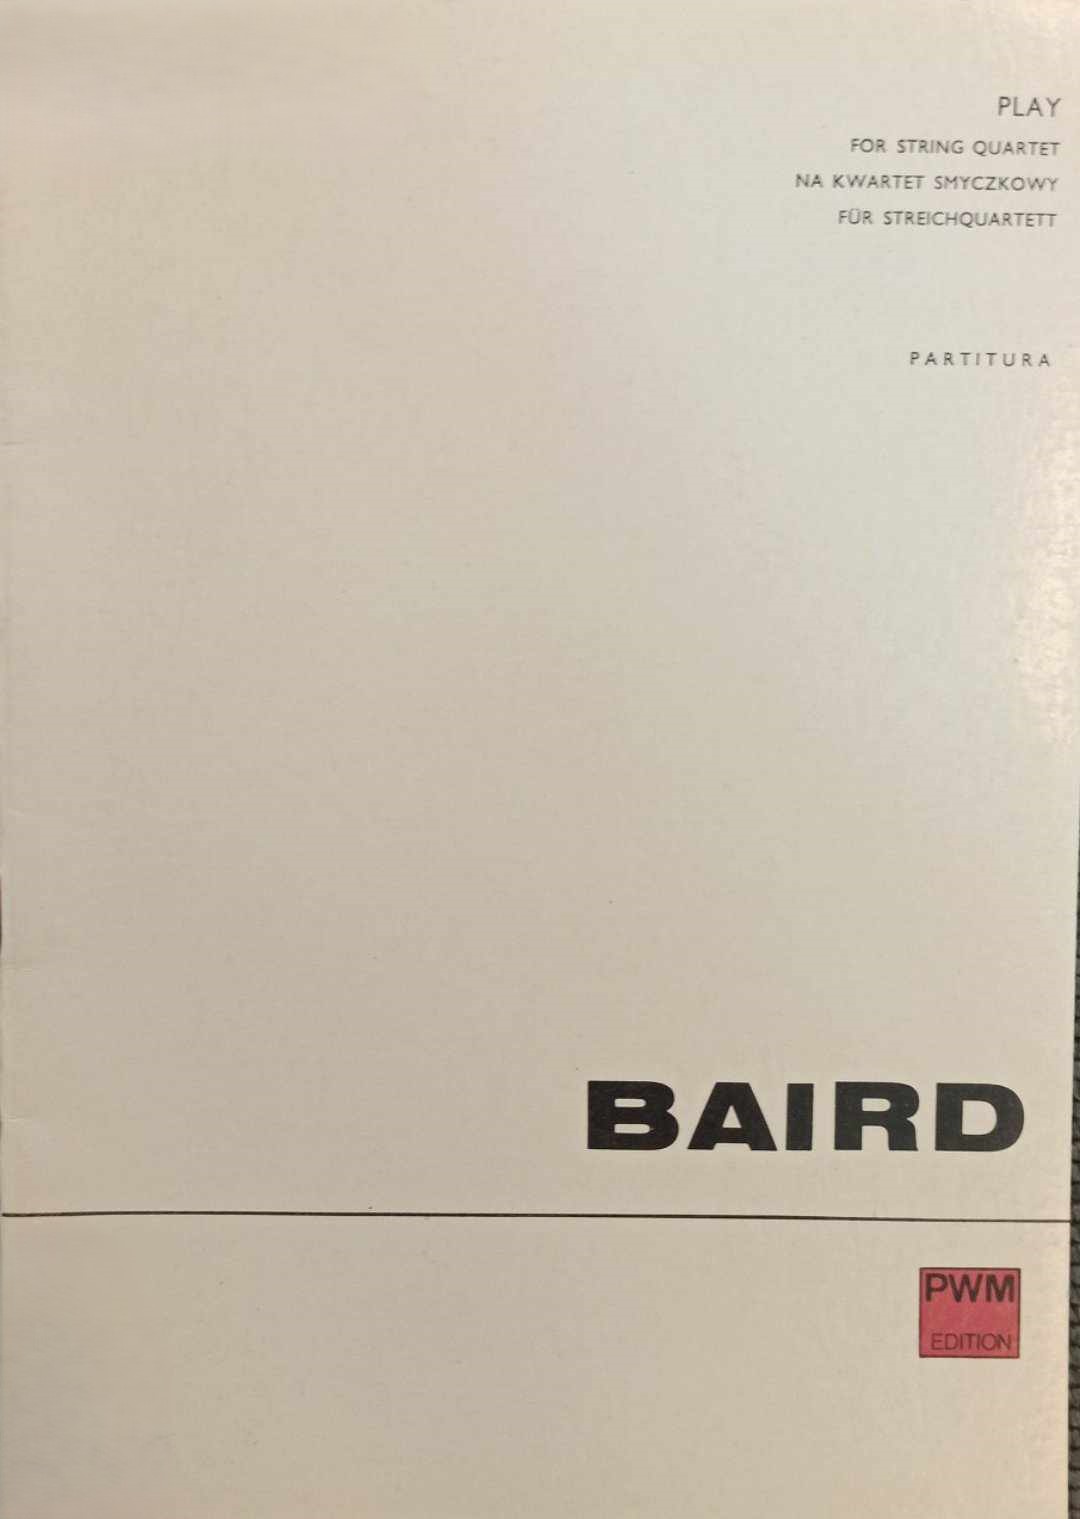 PLAY
FOR STRING QUARTET
NA KWARTET SMYCZKOWY
FÜR STREICHQUARTETT
PARTITURA
BAIRD
PWM
EDITION